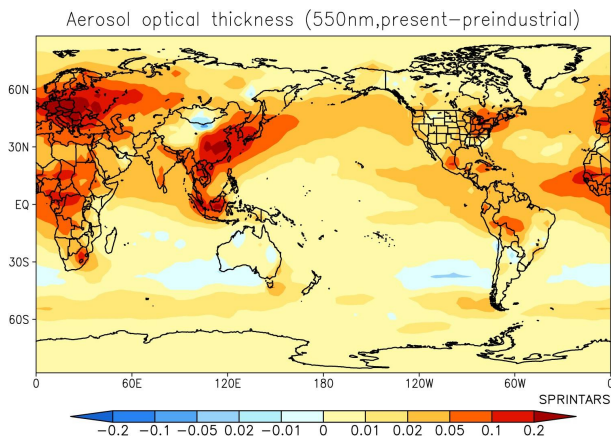 Aerosol optical thickness (550nm,present−preindustrial)
60N
30N
EQ
30S
60S
0 60E 120E 180 120W 60W 0
SPRINTARS
−0.2 −0.1 −0.05 −0.02 −0.01 0 0.01 0.02 0.05 0.1 0.2